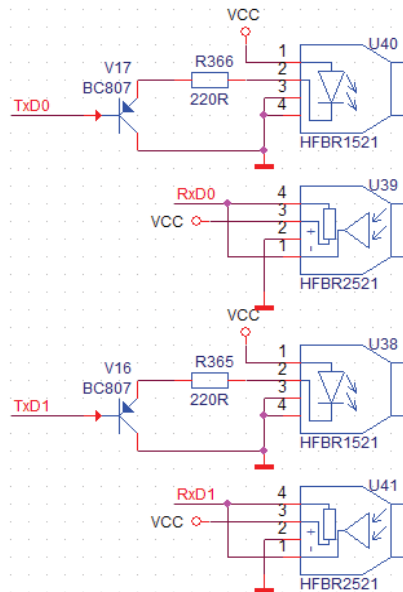 VCC
U40
V17
BC807
R366
220R
TxD0
1
2
3
4
HFBR1521
RxD0
VCC
4
3
2
1
+
-
U39
HFBR2521
VCC
U38
V16
BC807
R365
220R
TxD1
1
2
3
4
HFBR1521
RxD1
VCC
4
3
2
1
+
-
U41
HFBR2521